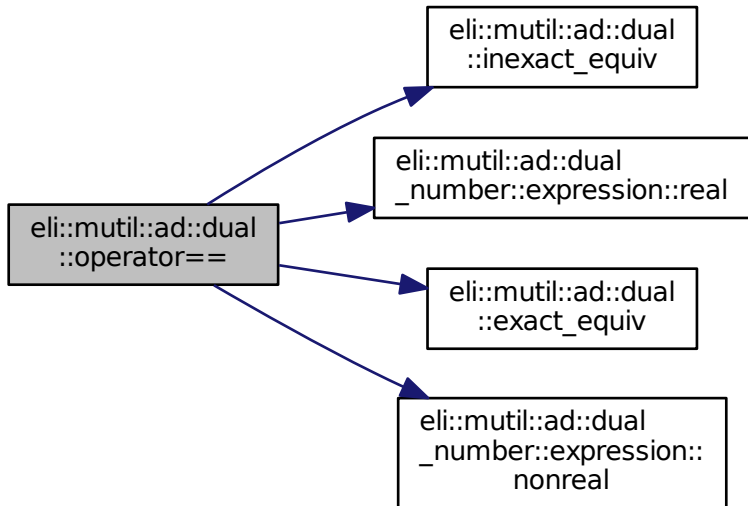 eli::mutil::ad::dual
::inexact_equiv
eli::mutil::ad::dual
_number::expression::real
eli::mutil::ad::dual
::operator==
eli::mutil::ad::dual
::exact_equiv
eli::mutil::ad::dual
_number::expression::
nonreal